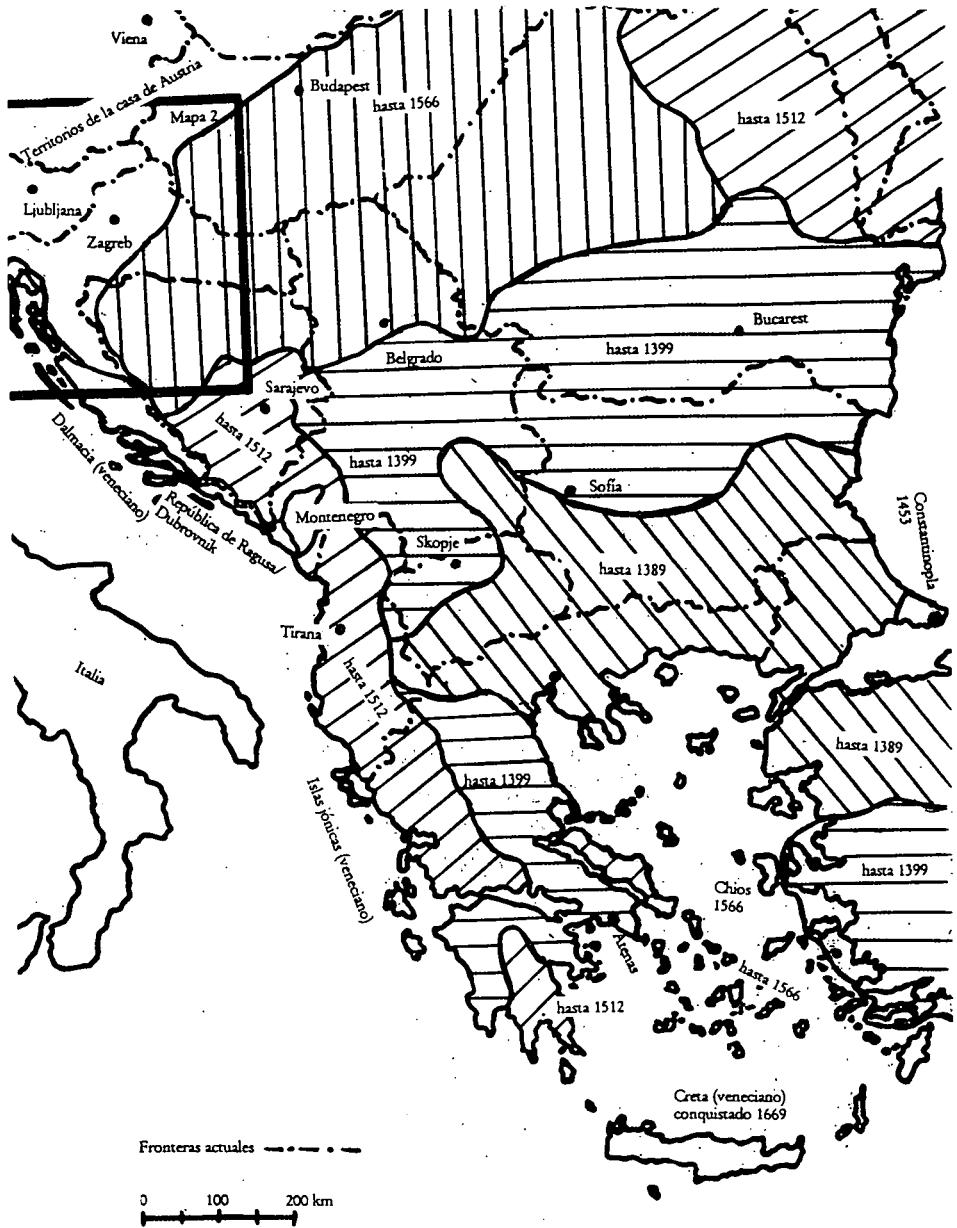 Viena
Territorios de la casa de Austria
Budapest
hasta 1566
hasta 1512
Mapa 2
Ljubljana
Zagreb
Bucarest
Belgrado
hasta 1399
Sarajevo
hasta 1512
hasta 1399
Sofía
Dalmacia (veneciano)
República de Ragusa/
Dubrovnik
Montenegro
Skopje
Constantinopla
1453
hasta 1389
Tirana
Italia
hasta 1512
hasta 1389
hasta 1399
Islas jónicas (veneciano)
hasta 1399
Chios
1566
Atenas
hasta 1566
hasta 1512
Creta (veneciano)
conquistado 1669
Fronteras actuales
0 100 200 km